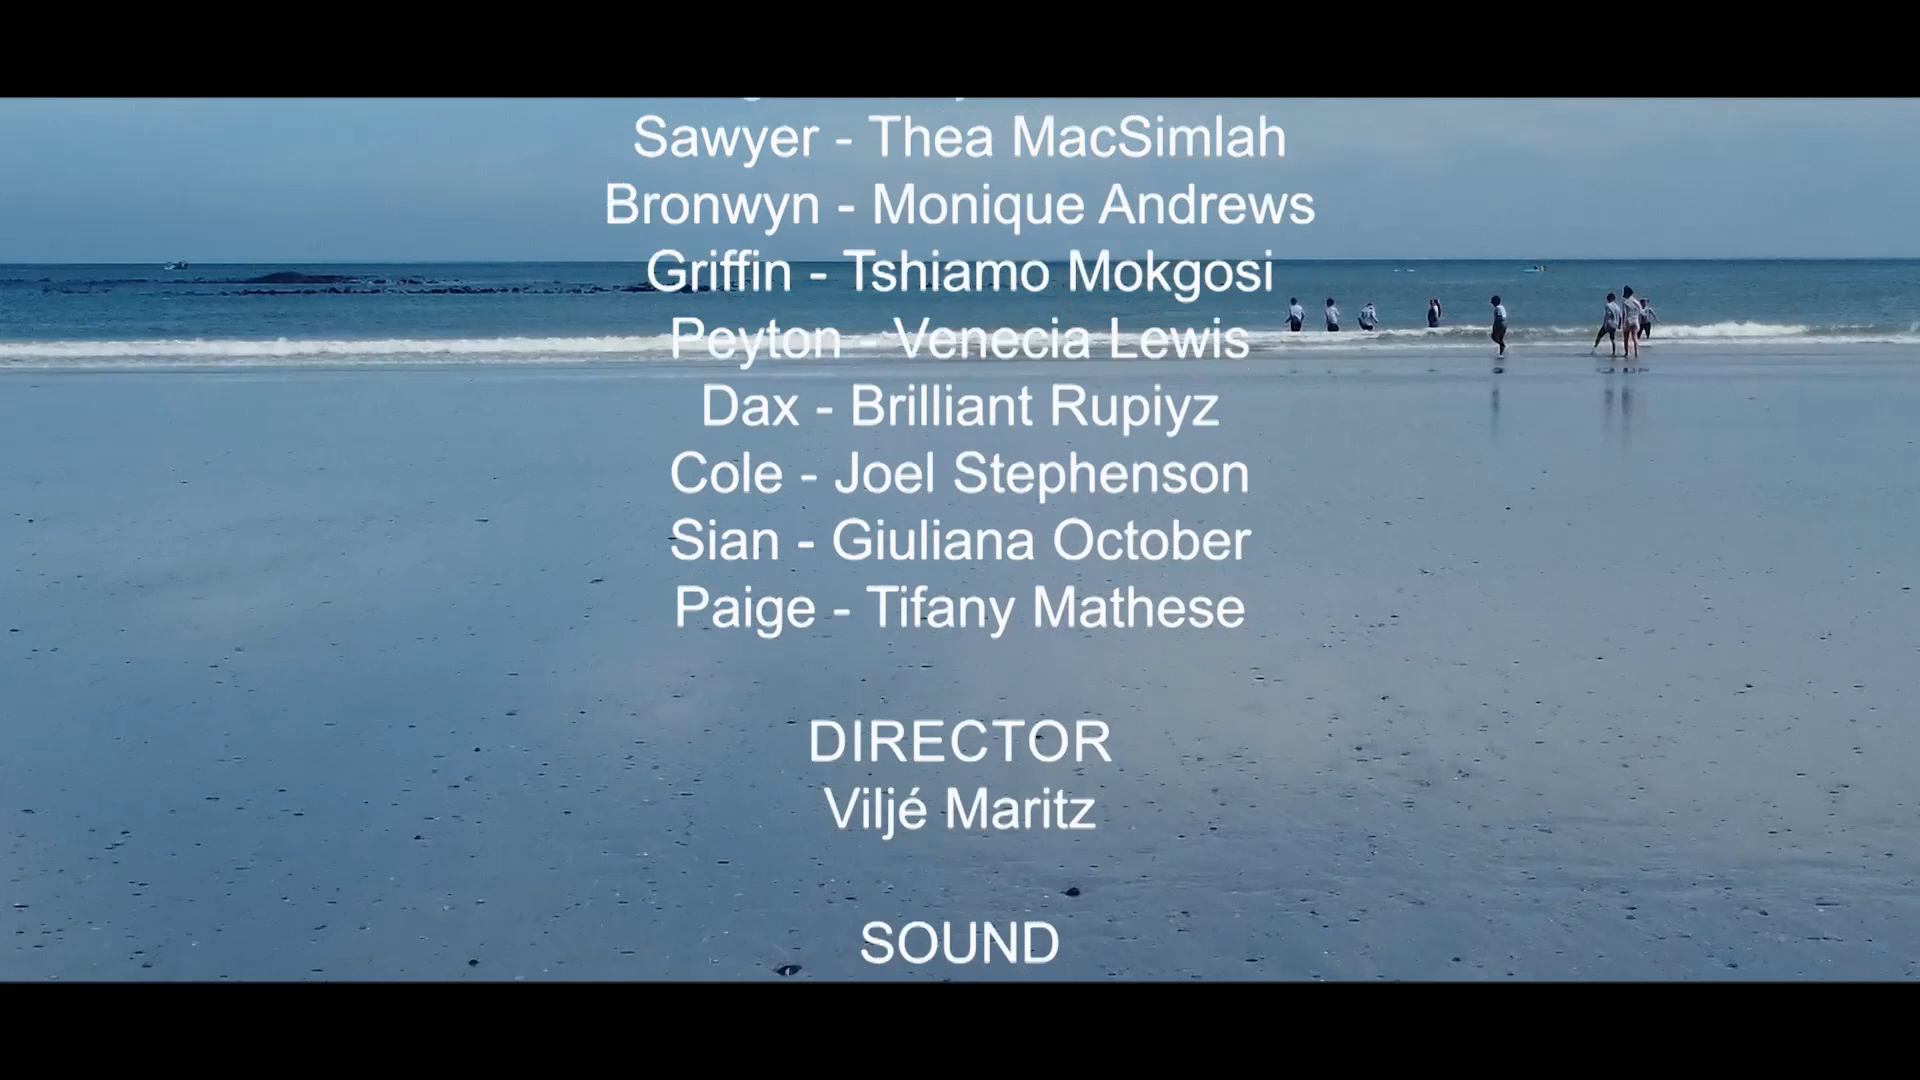 Sawyer - Thea MacSimlah
Bronwyn - Monique Andrews
Griffin - Tshiamo Mokgosi
Peyton - Venecia Lewis
Dax - Brilliant Rupiyz
Cole - Joel Stephenson
Sian - Giuliana October
Paige - Tifany Mathese
DIRECTOR
Viljé Maritz
SOUND